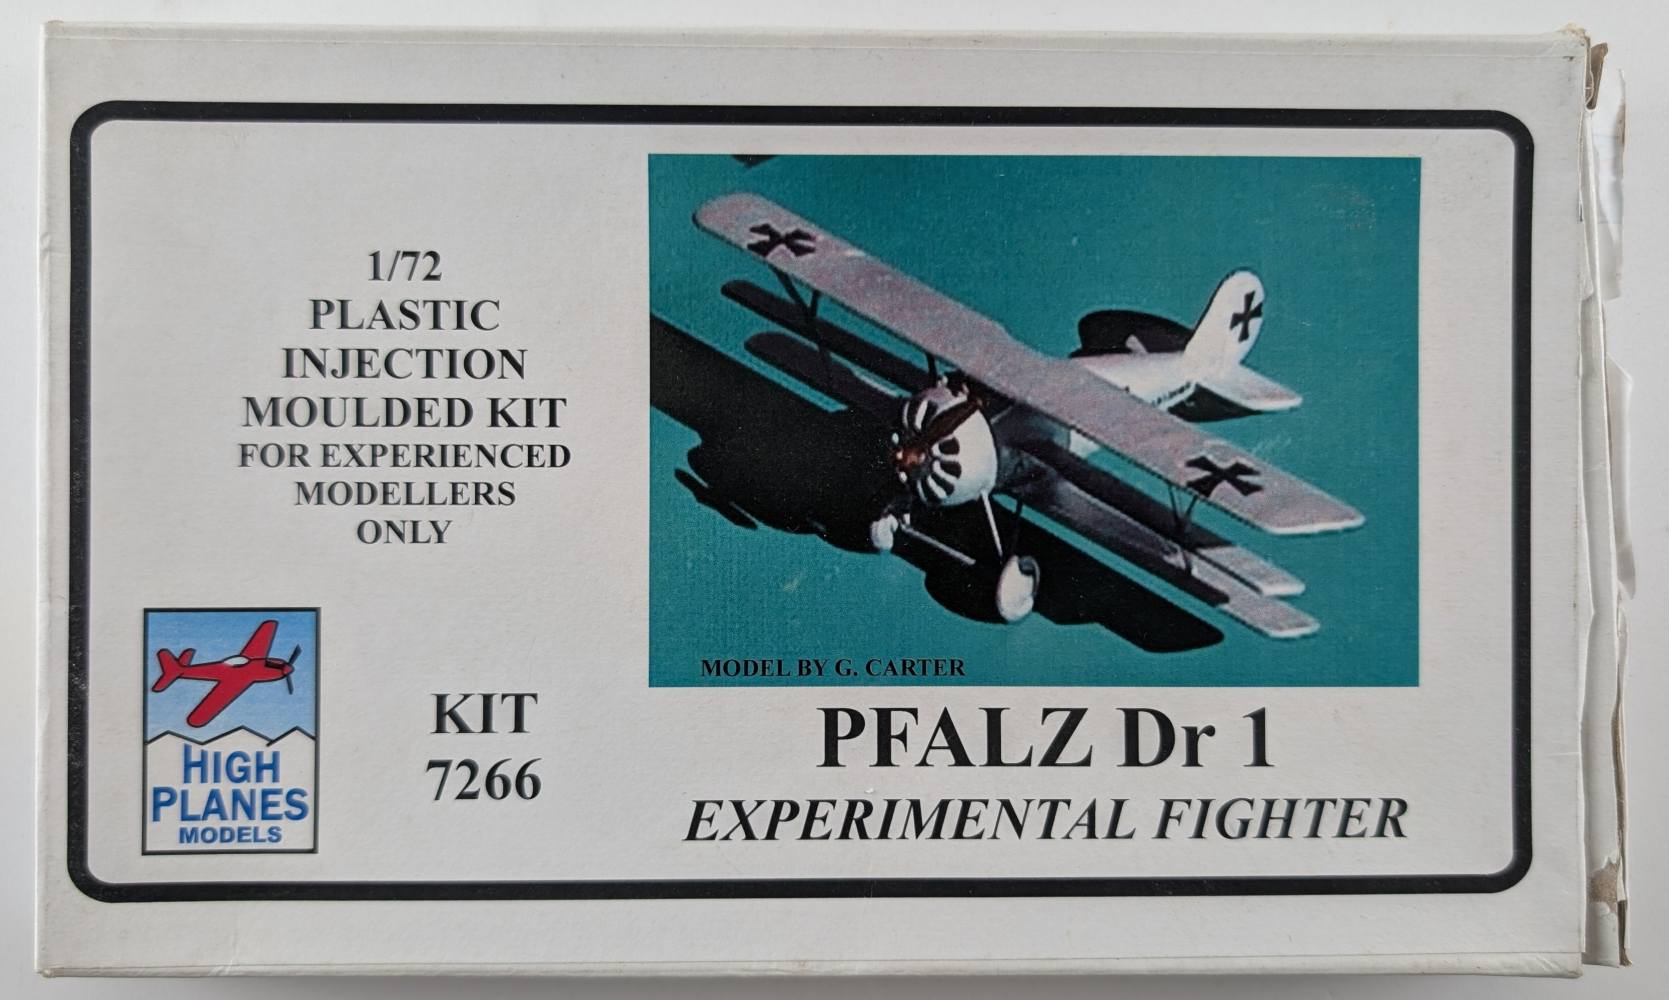 1/72
PLASTIC
INJECTION
MOULDED KIT
FOR EXPERIENCED
MODELLERS
ONLY
HIGH
PLANES
MODELS
KIT
7266
MODEL BY G. CARTER
PFALZ Dr 1
EXPERIMENTAL FIGHTER